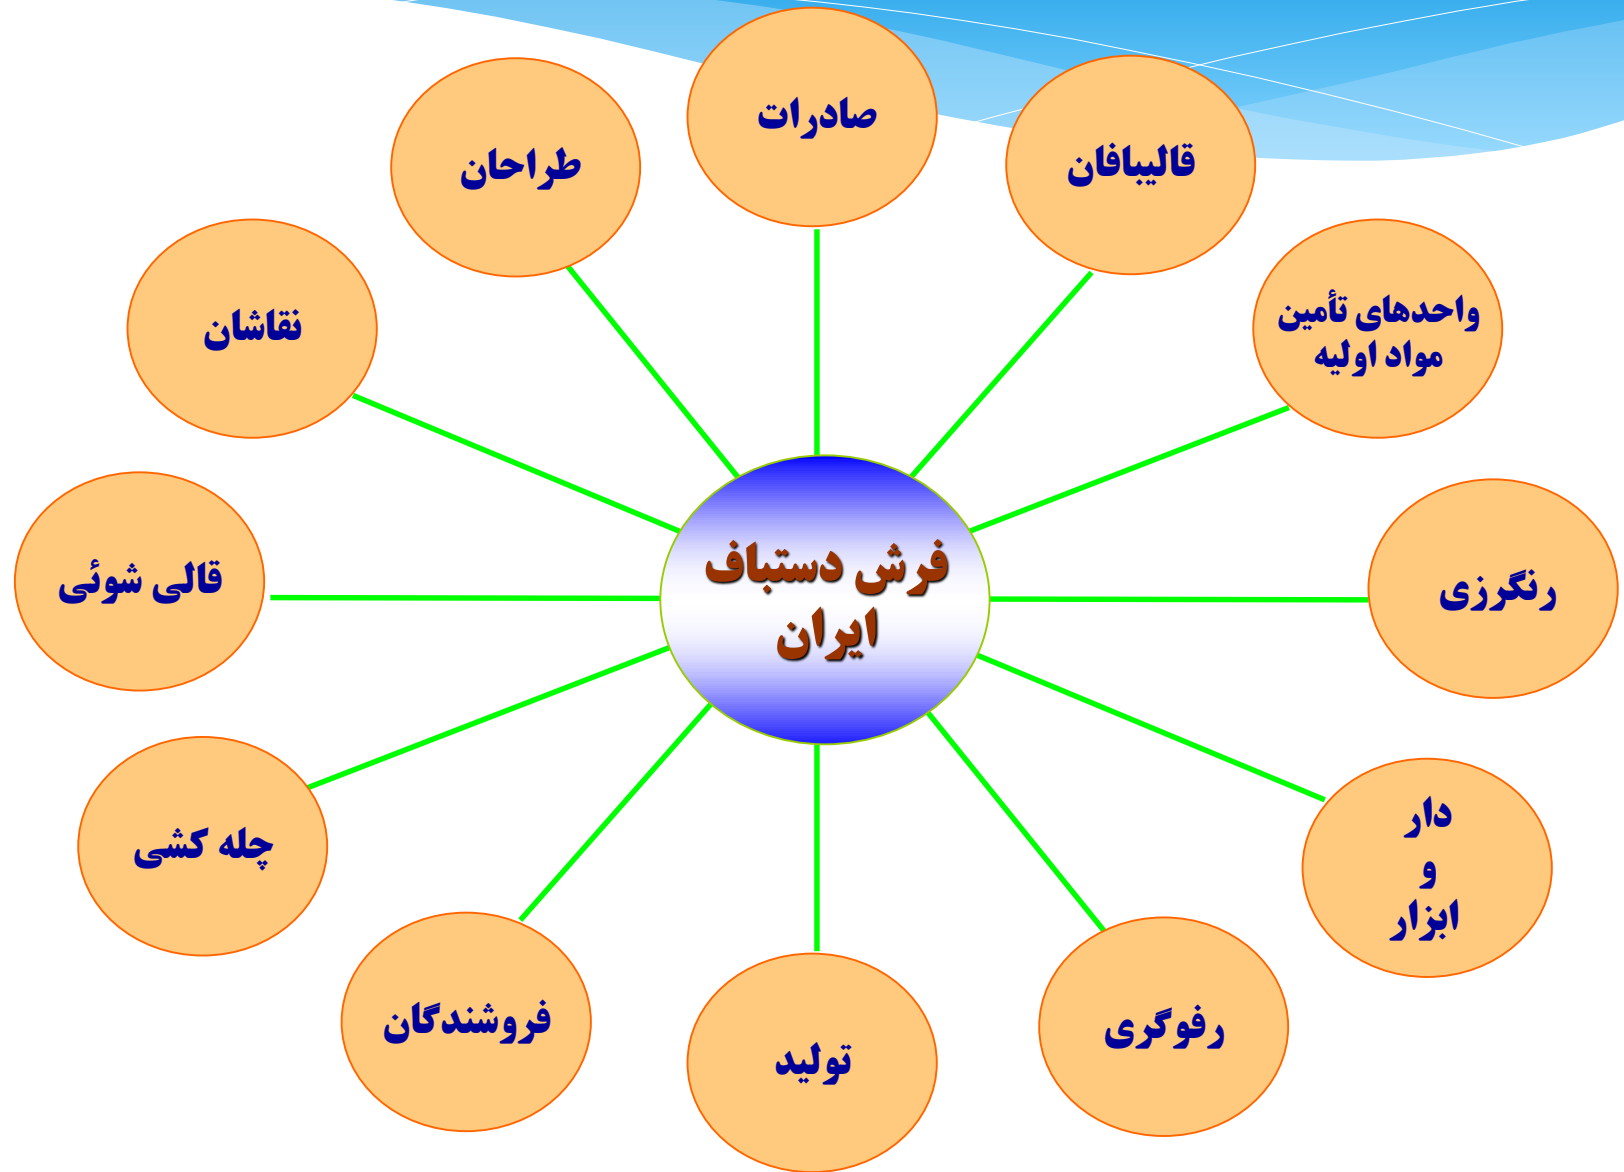 صادرات
قالیبافان
طراحان
واحدهای تأمین
مواد اولیه
نقاشان
فرش دستباف
ایران
رنگرزی
قالی شوئی
دار
و
ابزار
چله کشی
رفوگری
فروشندگان
تولید